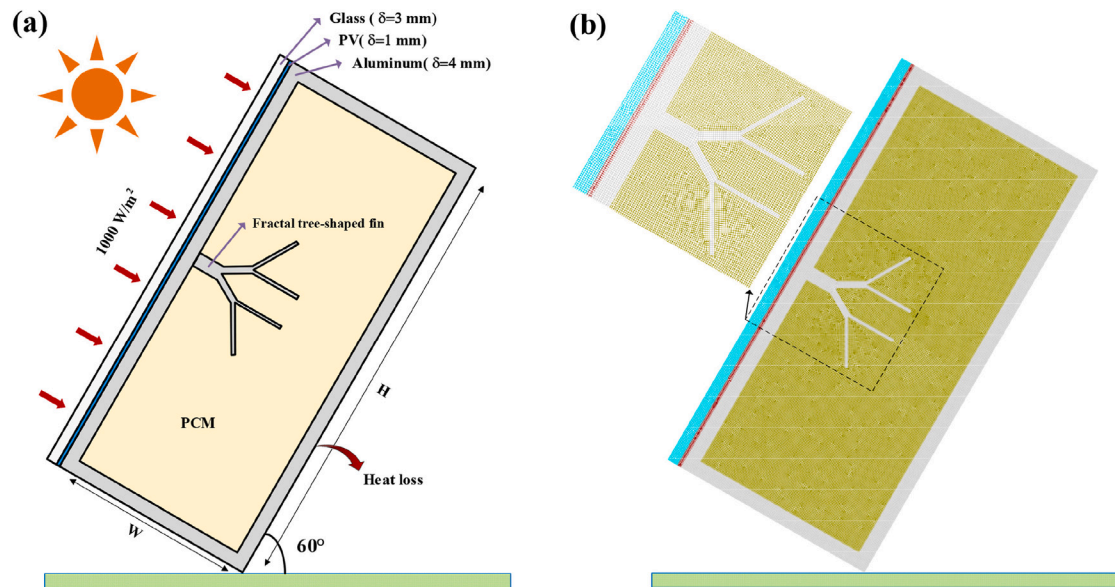 (a)
Glass ( δ=3 mm)
PV( δ=1 mm)
Aluminum( δ=4 mm)
1000 W/m²
Fractal tree-shaped fin
PCM
H
Heat loss
W
60°
(b)